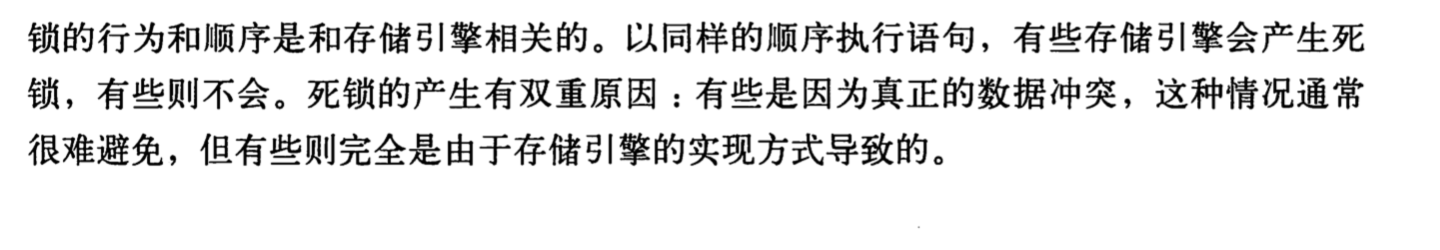 锁的行为和顺序是和存储引擎相关的。以同样的顺序执行语句，有些存储引擎会产生死
锁，有些则不会。死锁的产生有双重原因：有些是因为真正的数据冲突，这种情况通常
很难避免，但有些则完全是由于存储引擎的实现方式导致的。